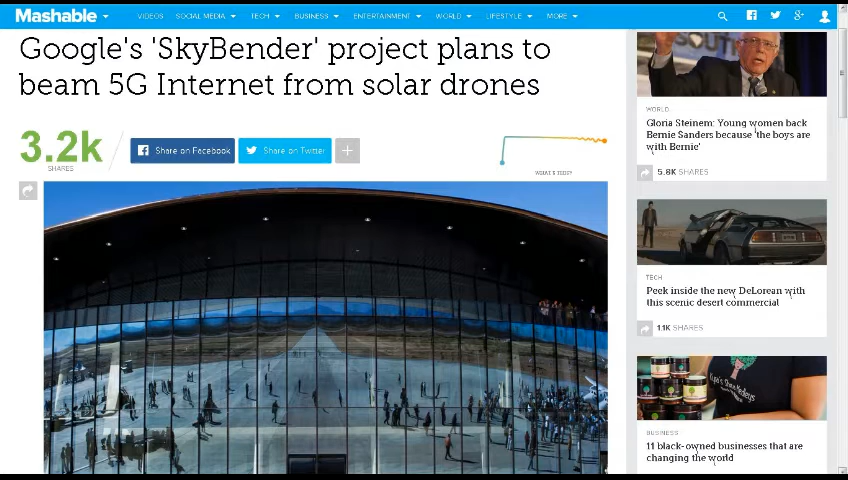 Mashable
VIDEOS SOCIAL MEDIA TECH BUSINESS ENTERTAINMENT WORLD LIFESTYLE MORE
Google's 'SkyBender' project plans to
beam 5G Internet from solar drones
3.2k
SHARES
Share on Facebook
Share on Twitter
+
WHAT'S THIS?
WORLD
Gloria Steinem: Young women back
Bernie Sanders because 'the boys are
with Bernie'
5.8K SHARES
TECH
Peek inside the new DeLorean with
this scenic desert commercial
1.1K SHARES
BUSINESS
11 black-owned businesses that are
changing the world